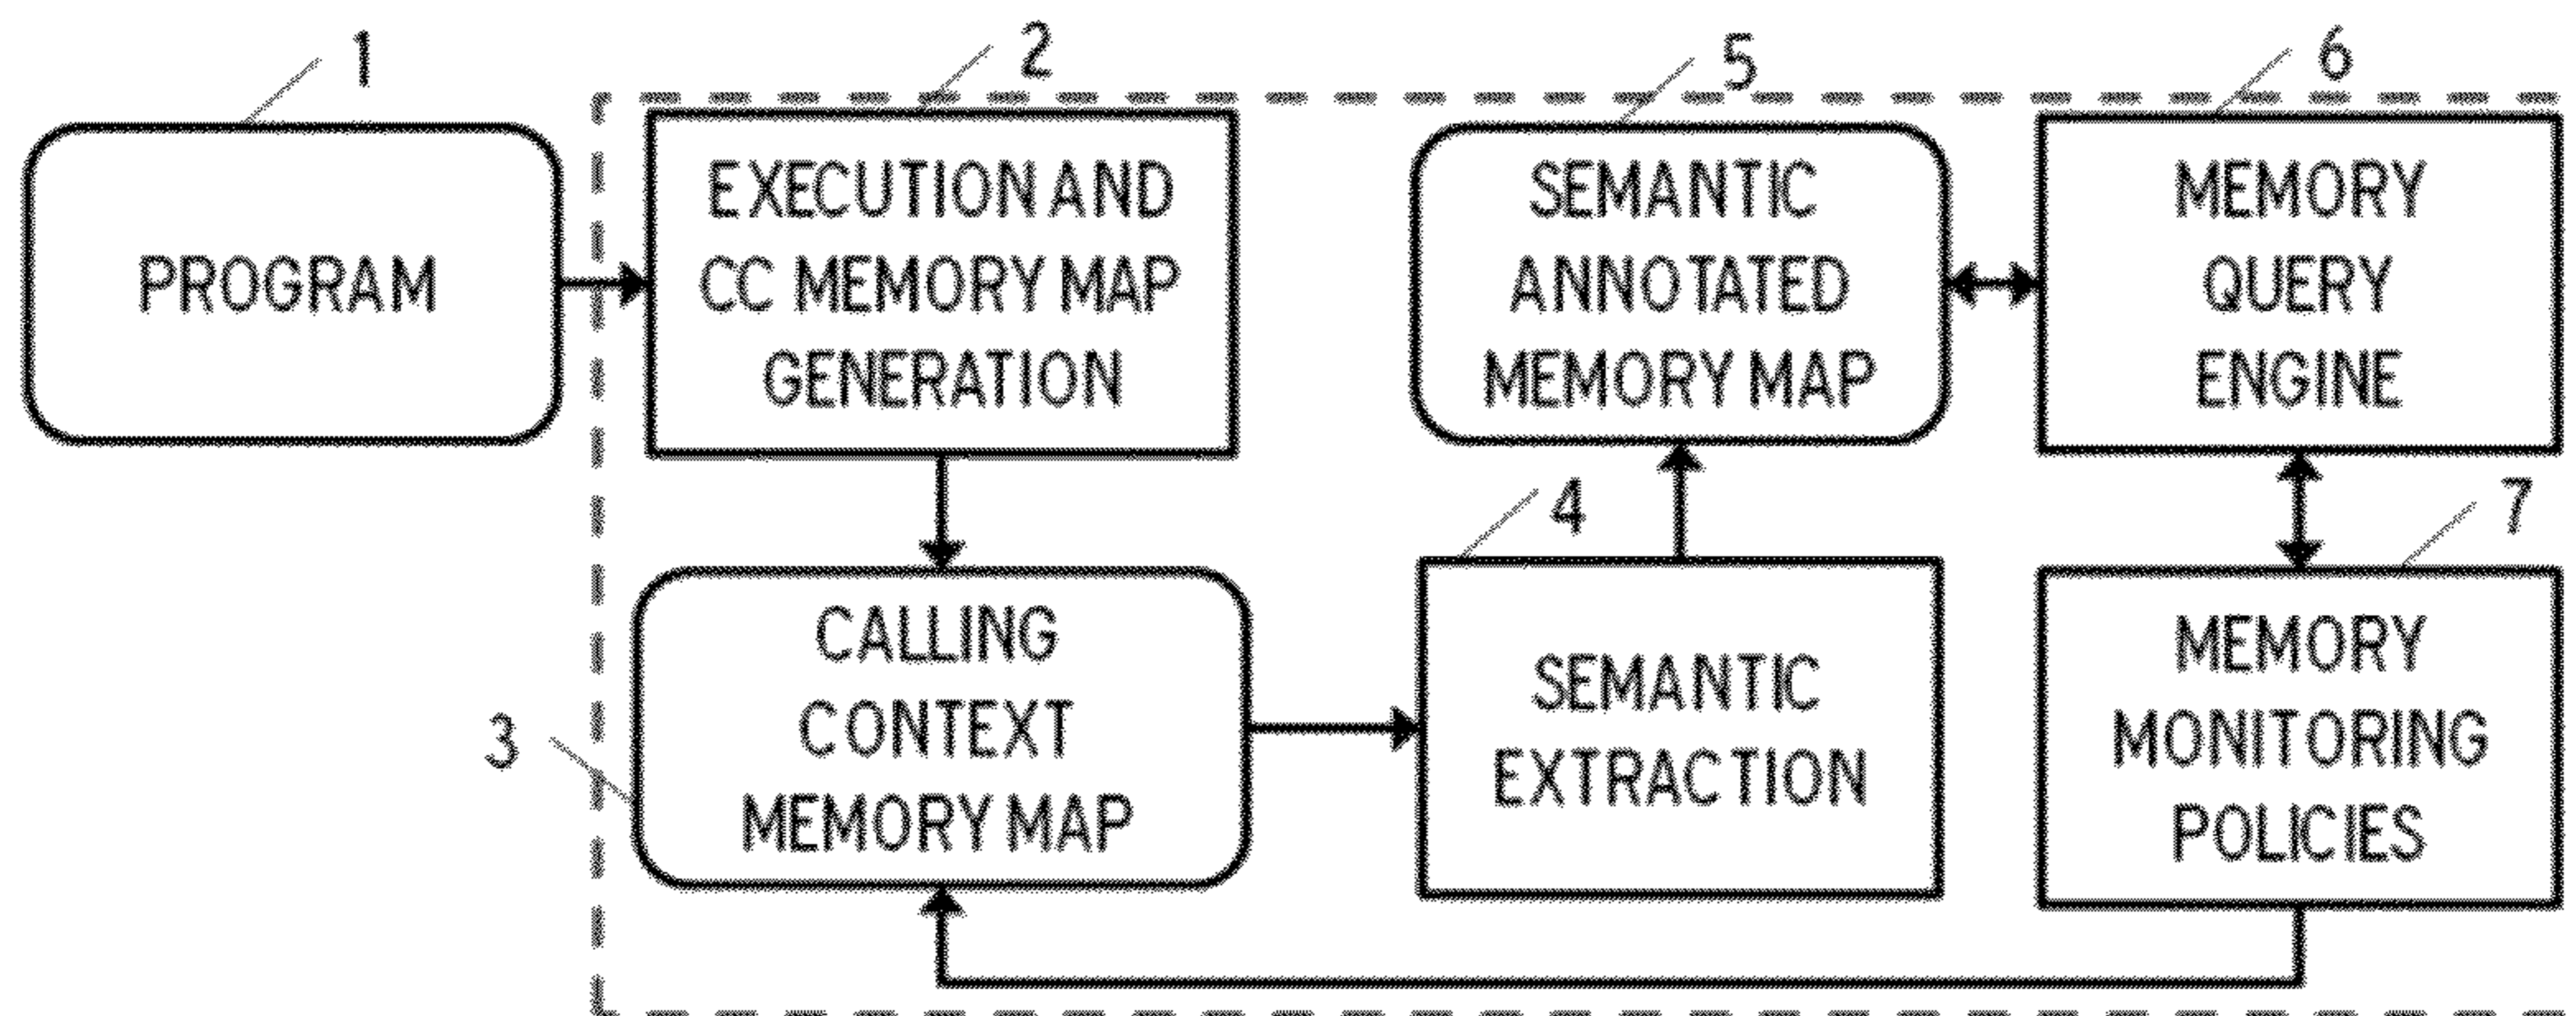 1
PROGRAM
2
EXECUTION AND
CC MEMORY MAP
GENERATION
3
CALLING
CONTEXT
MEMORY MAP
4
SEMANTIC
EXTRACTION
5
SEMANTIC
ANNOTATED
MEMORY MAP
6
MEMORY
QUERY
ENGINE
7
MEMORY
MONITORING
POLICIES